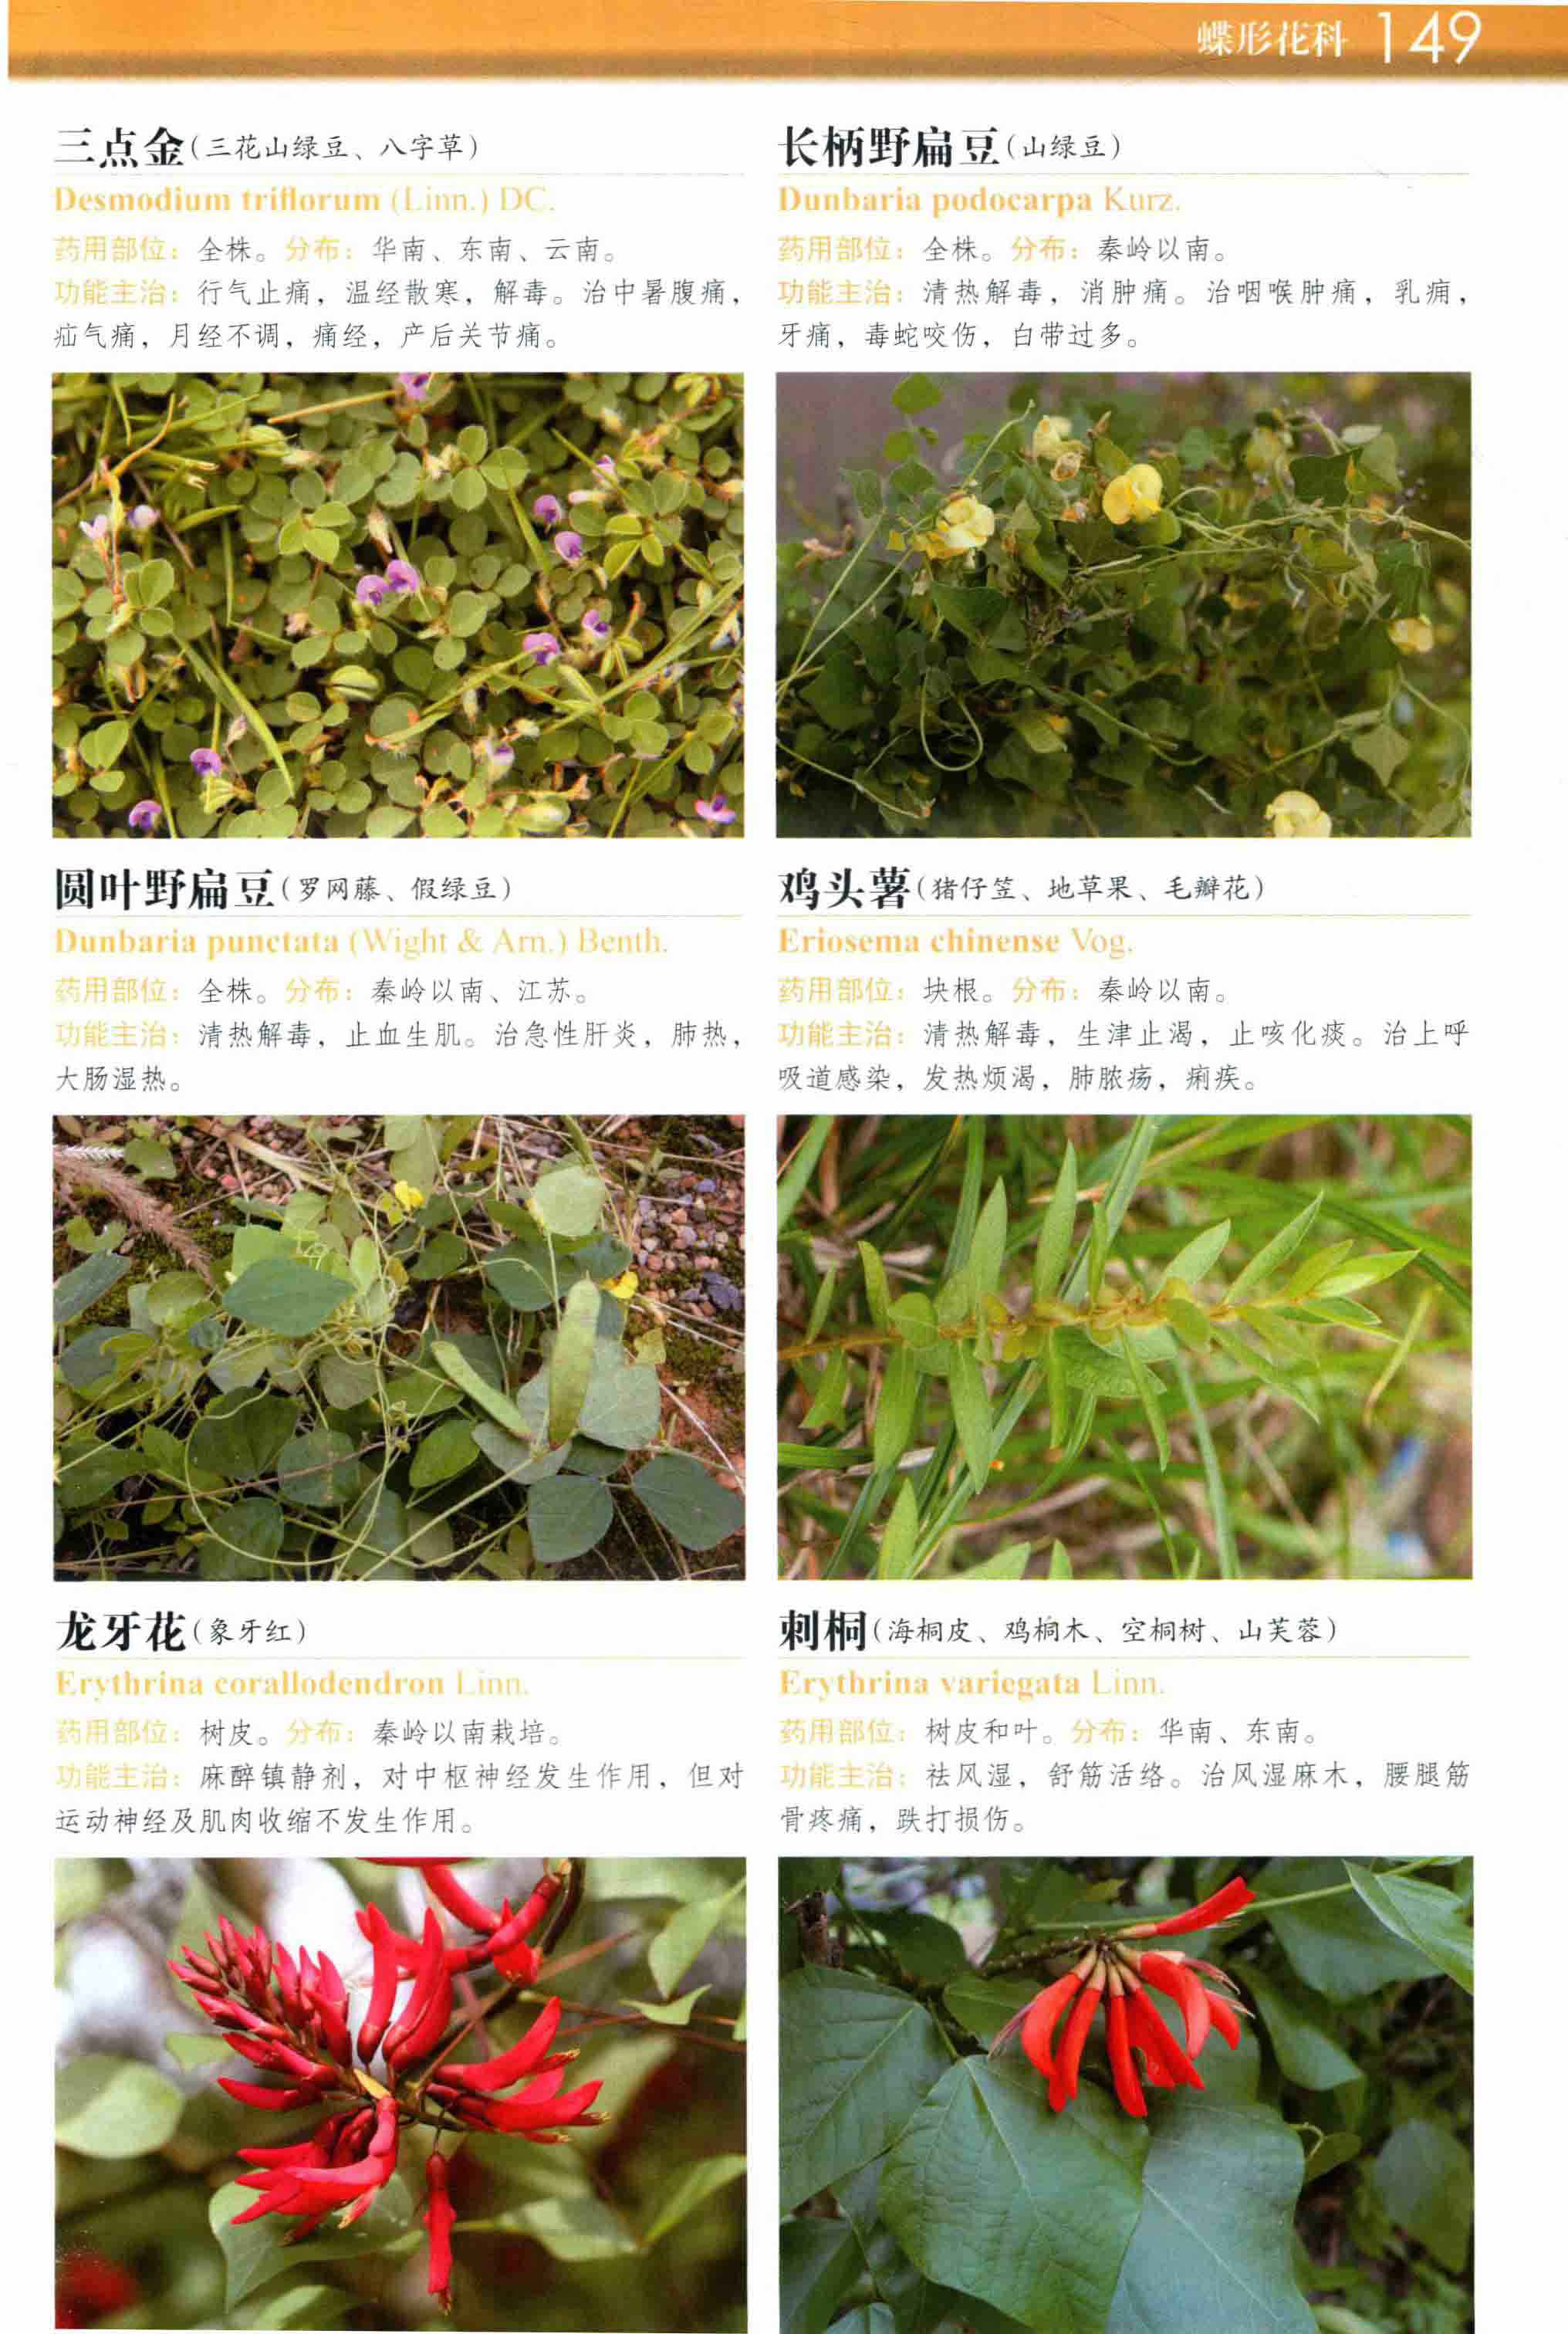 蝶形花科 149
三点金(三花山绿豆、八字草)
Desmodium triflorum (Linn.) DC.
药用部位：全株。分布：华南、东南、云南。
功能主治：行气止痛，温经散寒，解毒。治中暑腹痛，
疝气痛，月经不调，痛经，产后关节痛。
长柄野扁豆(山绿豆)
Dunbaria podocarpa Kurz.
药用部位：全株。分布：秦岭以南。
功能主治：清热解毒，消肿痛。治咽喉肿痛，乳痈，
牙痛，毒蛇咬伤，白带过多。
圆叶野扁豆(罗网藤、假绿豆)
Dunbaria punctata (Wight & Arn.) Benth.
药用部位：全株。分布：秦岭以南、江苏。
功能主治：清热解毒，止血生肌。治急性肝炎，肺热，
大肠湿热。
鸡头薯(猪仔笠、地草果、毛瓣花)
Eriosema chinense Vog.
药用部位：块根。分布：秦岭以南。
功能主治：清热解毒，生津止渴，止咳化痰。治上呼
吸道感染，发热烦渴，肺脓疡，痢疾。
龙牙花(象牙红)
Erythrina corallodendron Linn.
药用部位：树皮。分布：秦岭以南栽培。
功能主治：麻醉镇静剂，对中枢神经发生作用，但对
运动神经及肌肉收缩不发生作用。
刺桐(海桐皮、鸡桐木、空桐树、山芙蓉)
Erythrina variegata Linn.
药用部位：树皮和叶。分布：华南、东南。
功能主治：祛风湿，舒筋活络。治风湿麻木，腰腿筋
骨疼痛，跌打损伤。